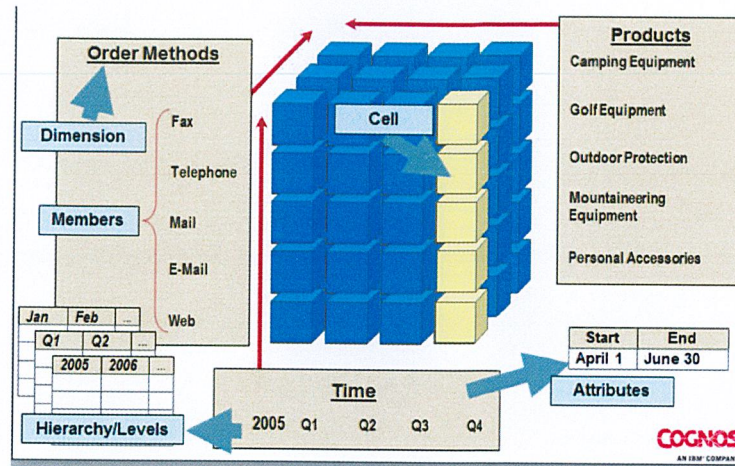 Order Methods
Dimension
Fax
Telephone
Members
Mail
E-Mail
Web
Cell
Products
Camping Equipment
Golf Equipment
Outdoor Protection
Mountaineering
Equipment
Personal Accessories
Jan Feb ...
Q1 Q2 ...
2005 2006 ...
Hierarchy/Levels
Time
2005 Q1 Q2 Q3 Q4
Start End
April 1 June 30
Attributes
COGNOS
AN IBM® COMPANY